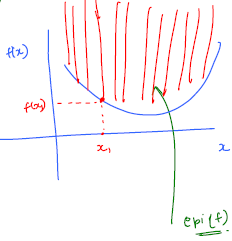 f(x)
f(x₁)
x₁
x
epi(f)